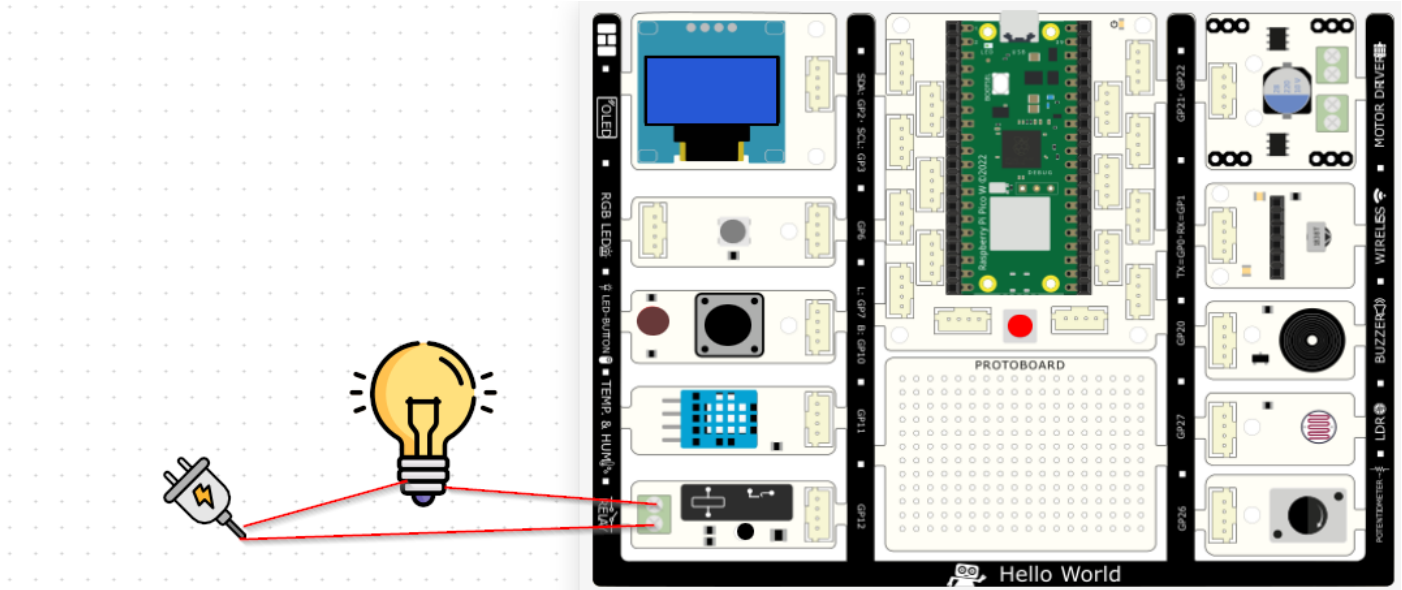 OLED
RGB LED
LED-BUTTON
TEMP. & HUM
RELAY
SDA: GP2 · SCL: GP3
GP6
L: GP7 B: GP10
GP11
GP12
LED
USB
BOOTSEL
DEBUG
Raspberry Pi Pico W ©2022
PROTOBOARD
GP21· GP22
TX=GP0·RX=GP1
GP20
GP27
GP26
MOTOR DRIVER
WIRELESS
BUZZER
LDR
POTENTIOMETER
Hello World